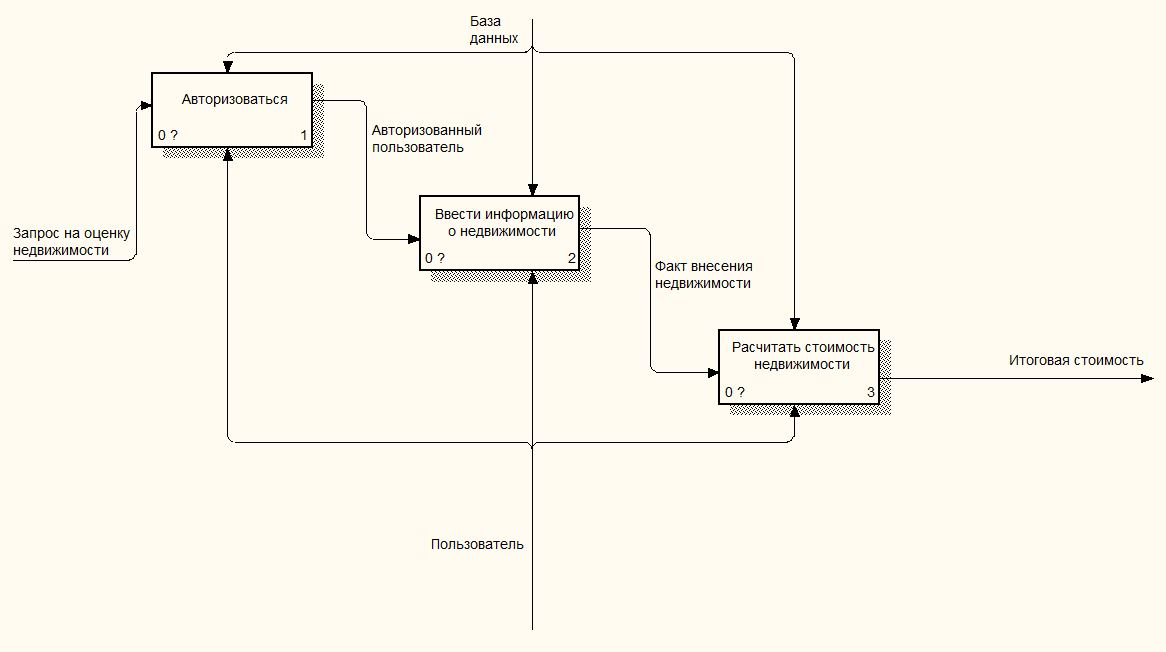 База
данных
Авторизоваться
0 ?
1
Авторизованный
пользователь
Ввести информацию
о недвижимости
0 ?
2
Запрос на оценку
недвижимости
Факт внесения
недвижимости
Расчитать стоимость
недвижимости
0 ?
3
Итоговая стоимость
Пользователь